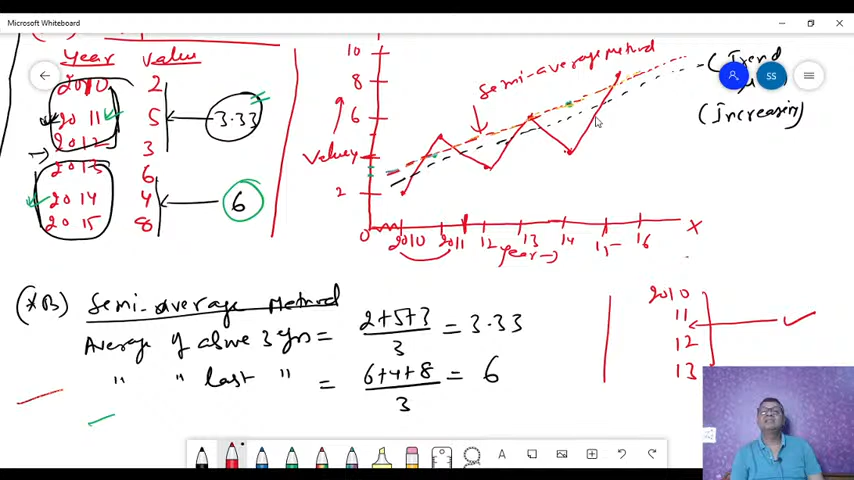 Microsoft Whiteboard
Year Value
2010 2
2011 5
3.33
2012 3
2013 6
2014 4
6
2015 8
10
8
6
2
0
Value
Semi-average Method
(Trend
(Increasing)
2010 2011 12 13 14 15 16 X
Year→
SS
(*B) Semi-average Method
Average of above 3 Yrs = 2+5+3 / 3 = 3.33
" " last " = 6+4+8 / 3 = 6
2010
11
12
13
A